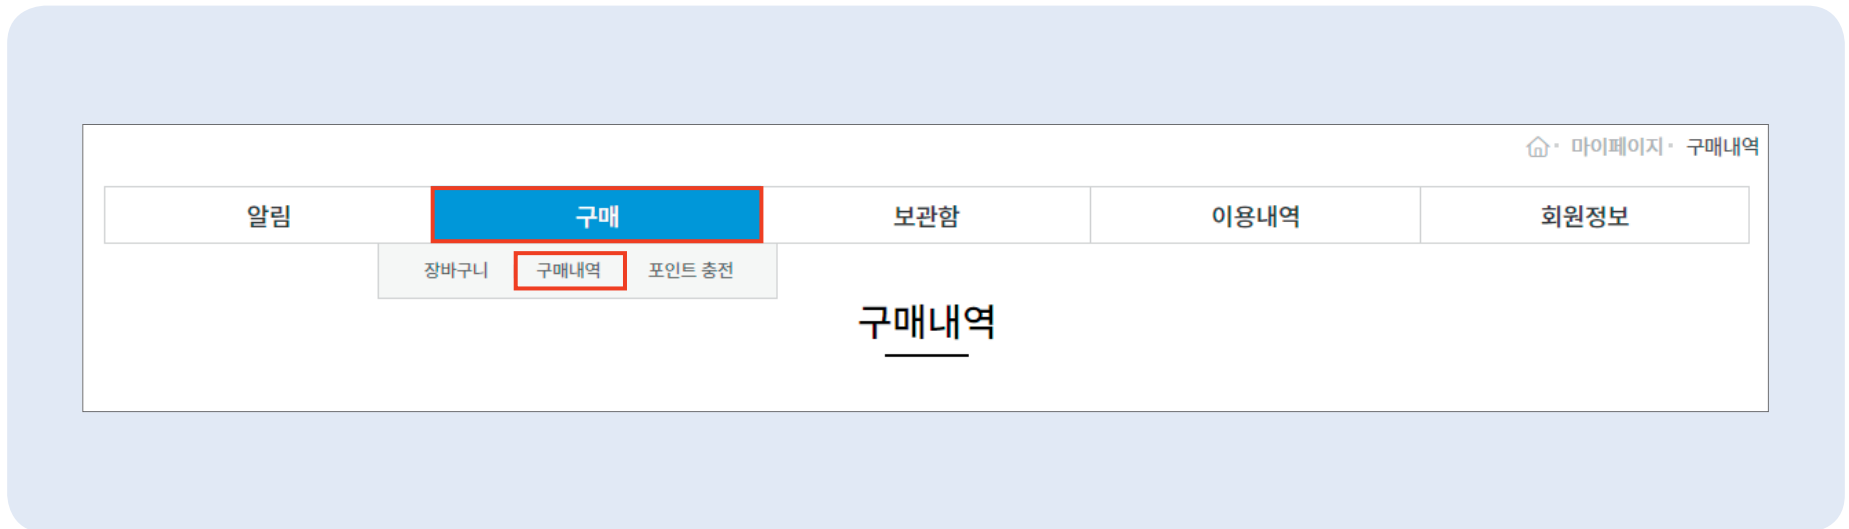 마이페이지 · 구매내역
알림 구매 보관함 이용내역 회원정보
장바구니 구매내역 포인트 충전
구매내역